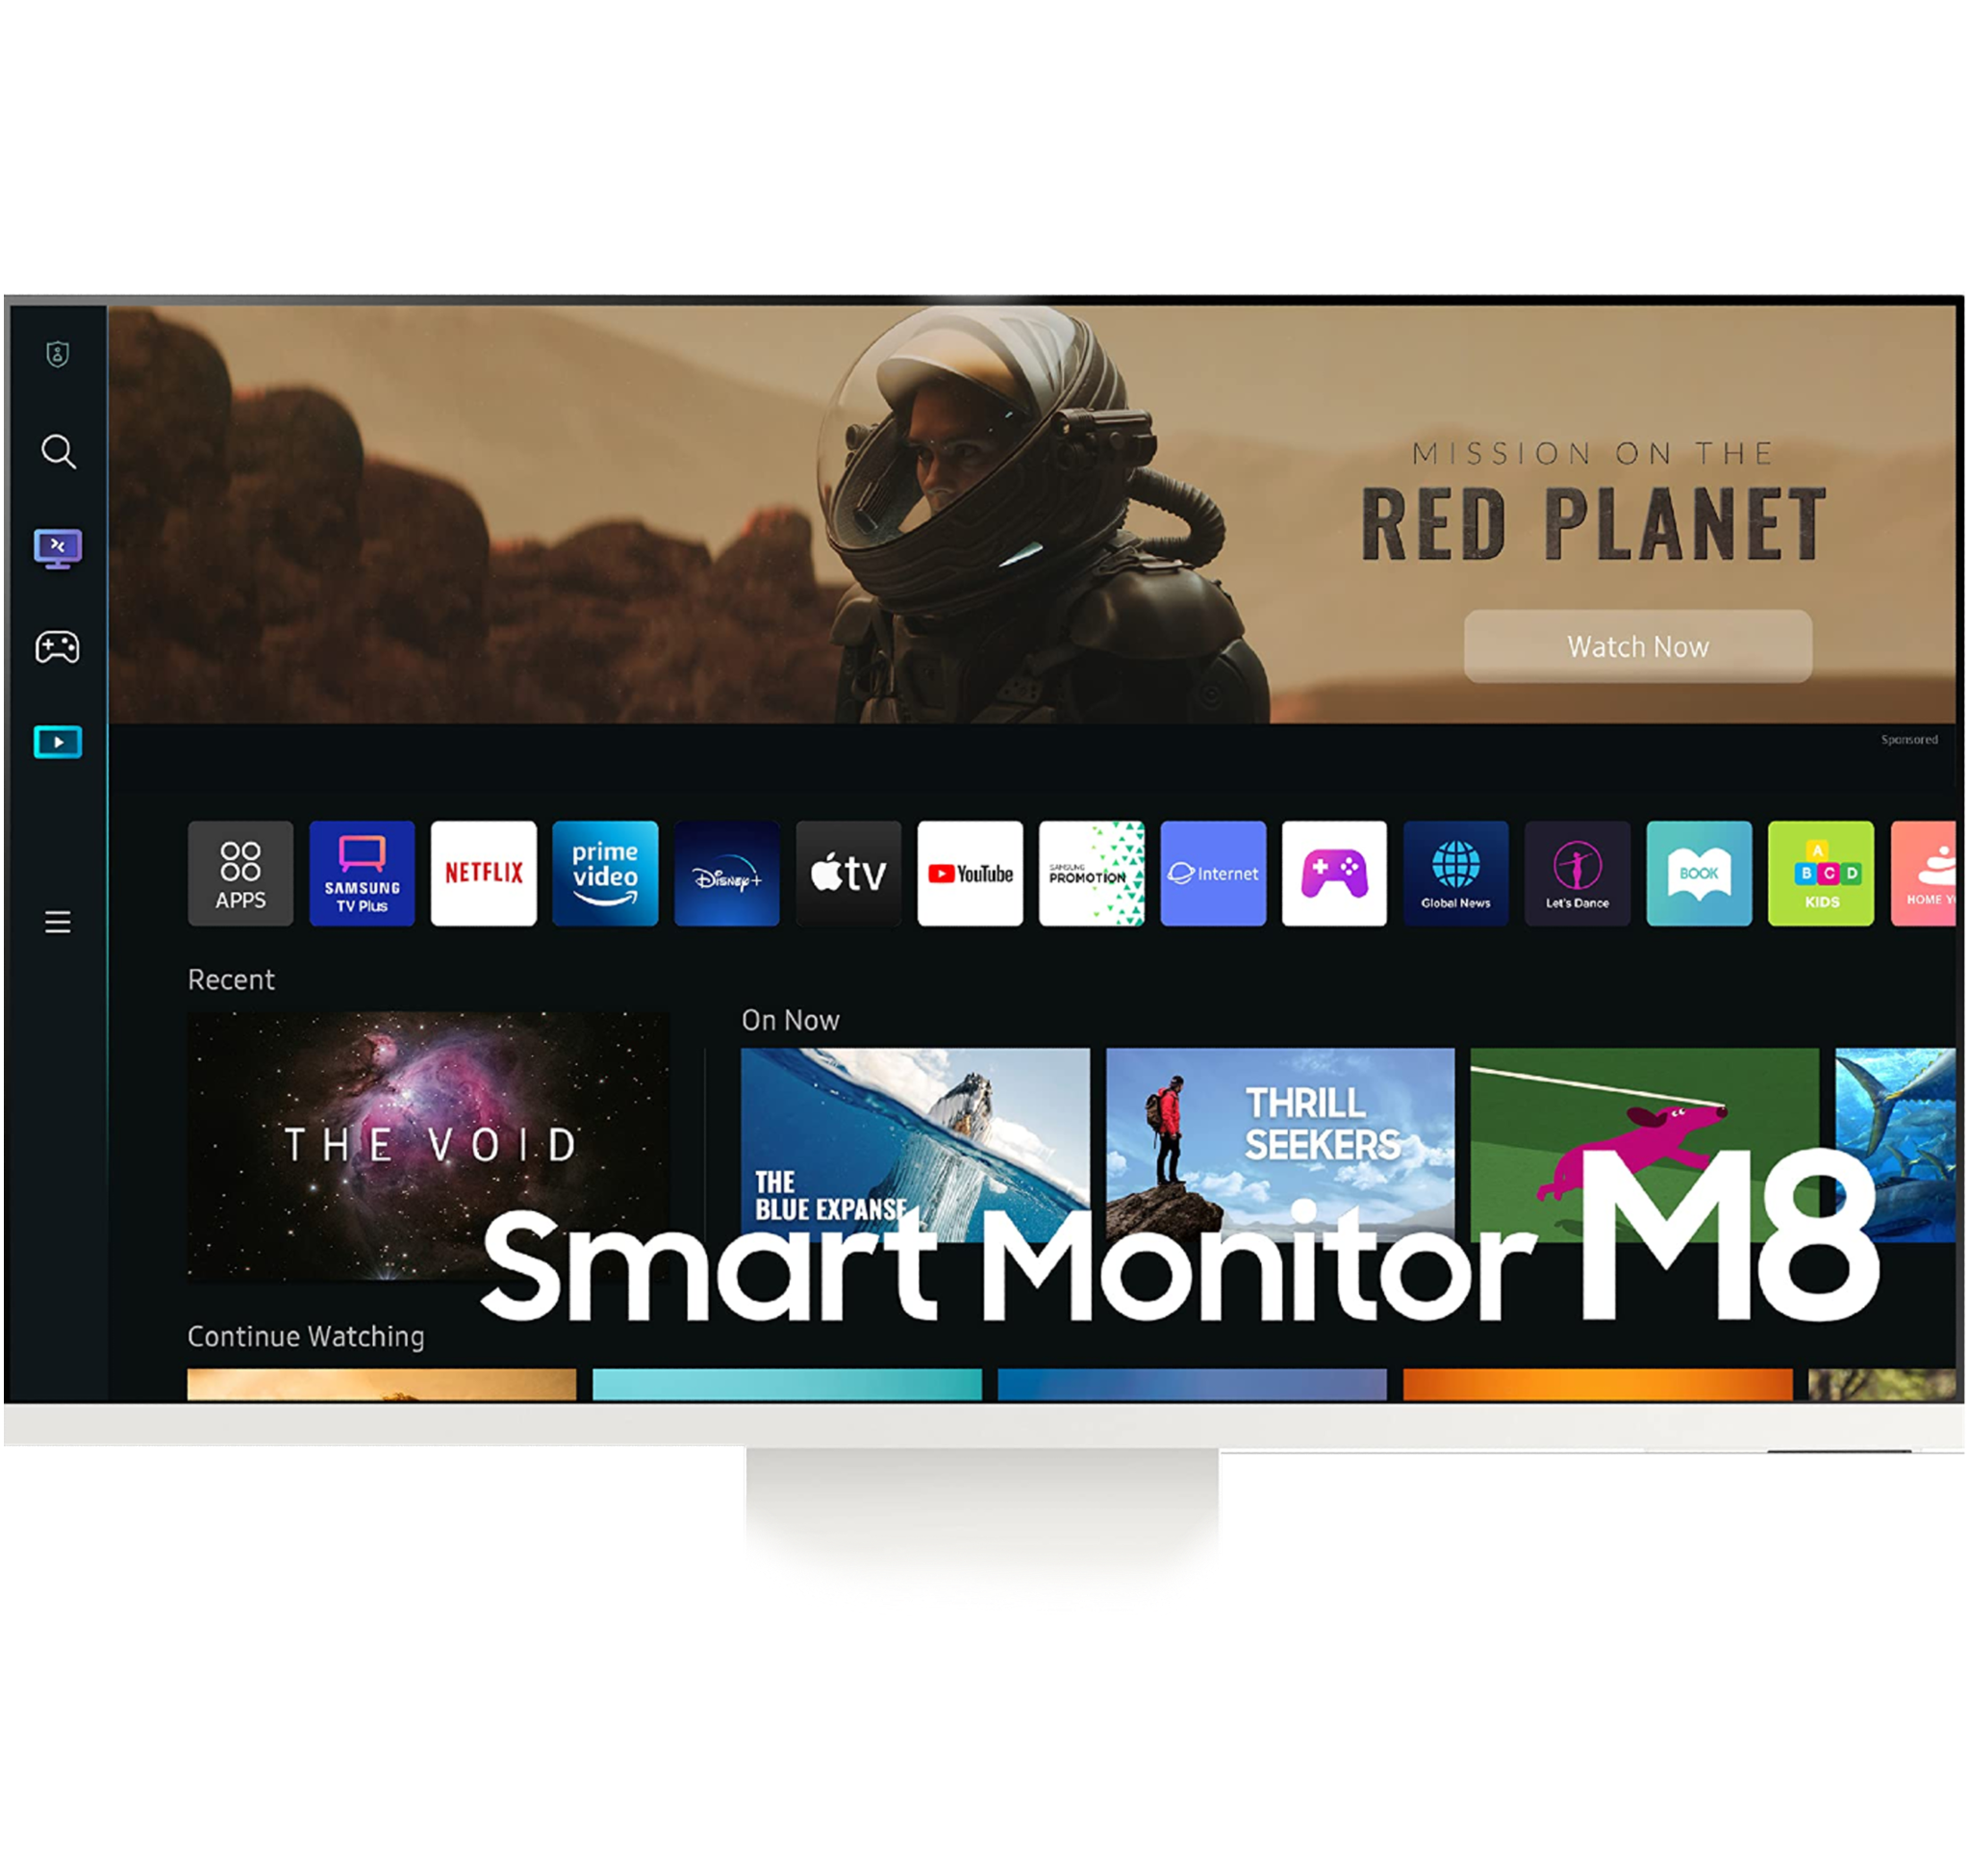 MISSION ON THE
RED PLANET
Watch Now
Sponsored
APPS
SAMSUNG
TV Plus
NETFLIX
prime
video
Disney+
tv
YouTube
SAMSUNG
PROMOTION
Internet
Global News
Let's Dance
BOOK
A
B C D
KIDS
HOME
Recent
On Now
THE VOID
THE
BLUE EXPANSE
THRILL
SEEKERS
Smart Monitor M8
Continue Watching